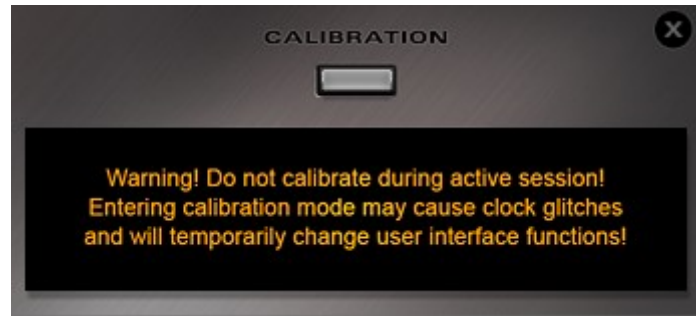 CALIBRATION
Warning! Do not calibrate during active session!
Entering calibration mode may cause clock glitches
and will temporarily change user interface functions!